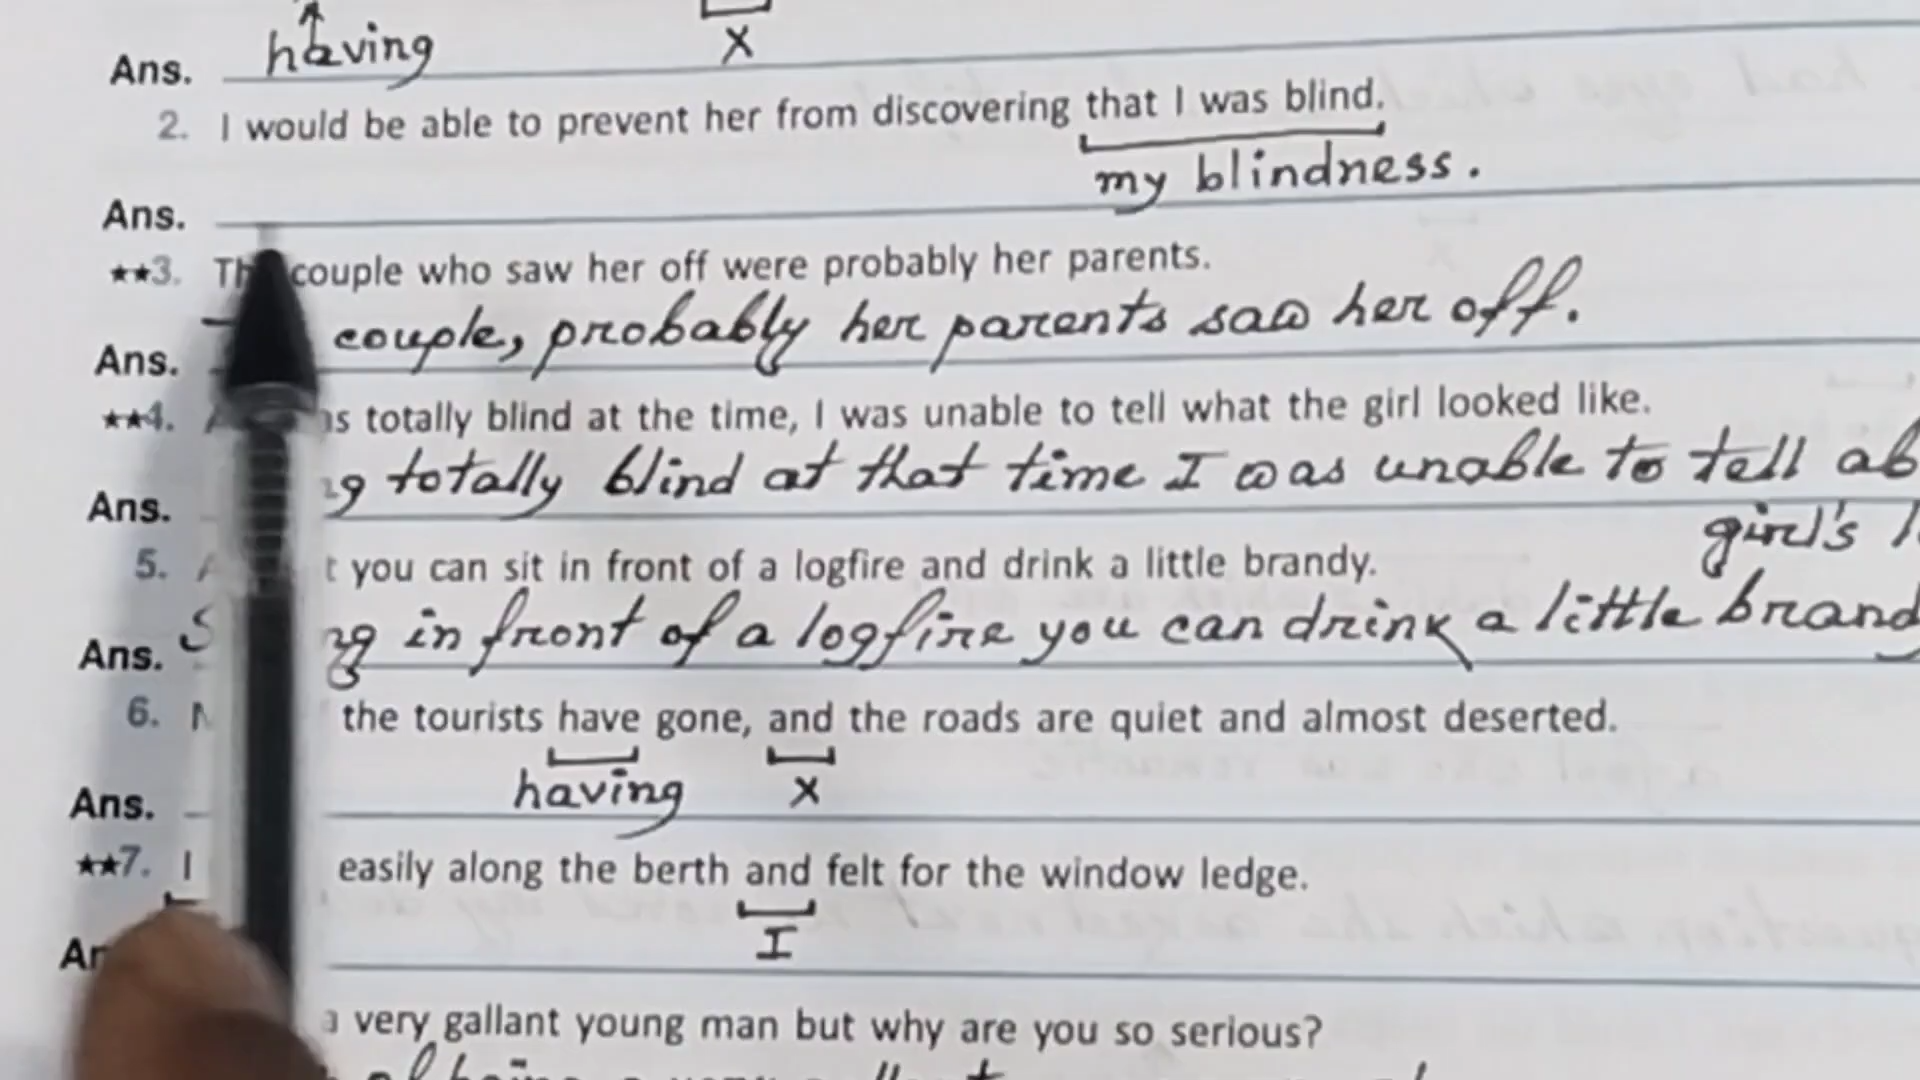 having
X
Ans.
2. I would be able to prevent her from discovering that I was blind.
my blindness.
Ans.
★★3. couple who saw her off were probably her parents.
Ans. couple, probably her parents saw her off.
★★4. totally blind at the time, I was unable to tell what the girl looked like.
Ans. totally blind at that time I was unable to tell
girl's
5. you can sit in front of a logfire and drink a little brandy.
Ans. in front of a logfire you can drink a little
6. the tourists have gone, and the roads are quiet and almost deserted.
having X
Ans.
★★7. I easily along the berth and felt for the window ledge.
I
a very gallant young man but why are you so serious?